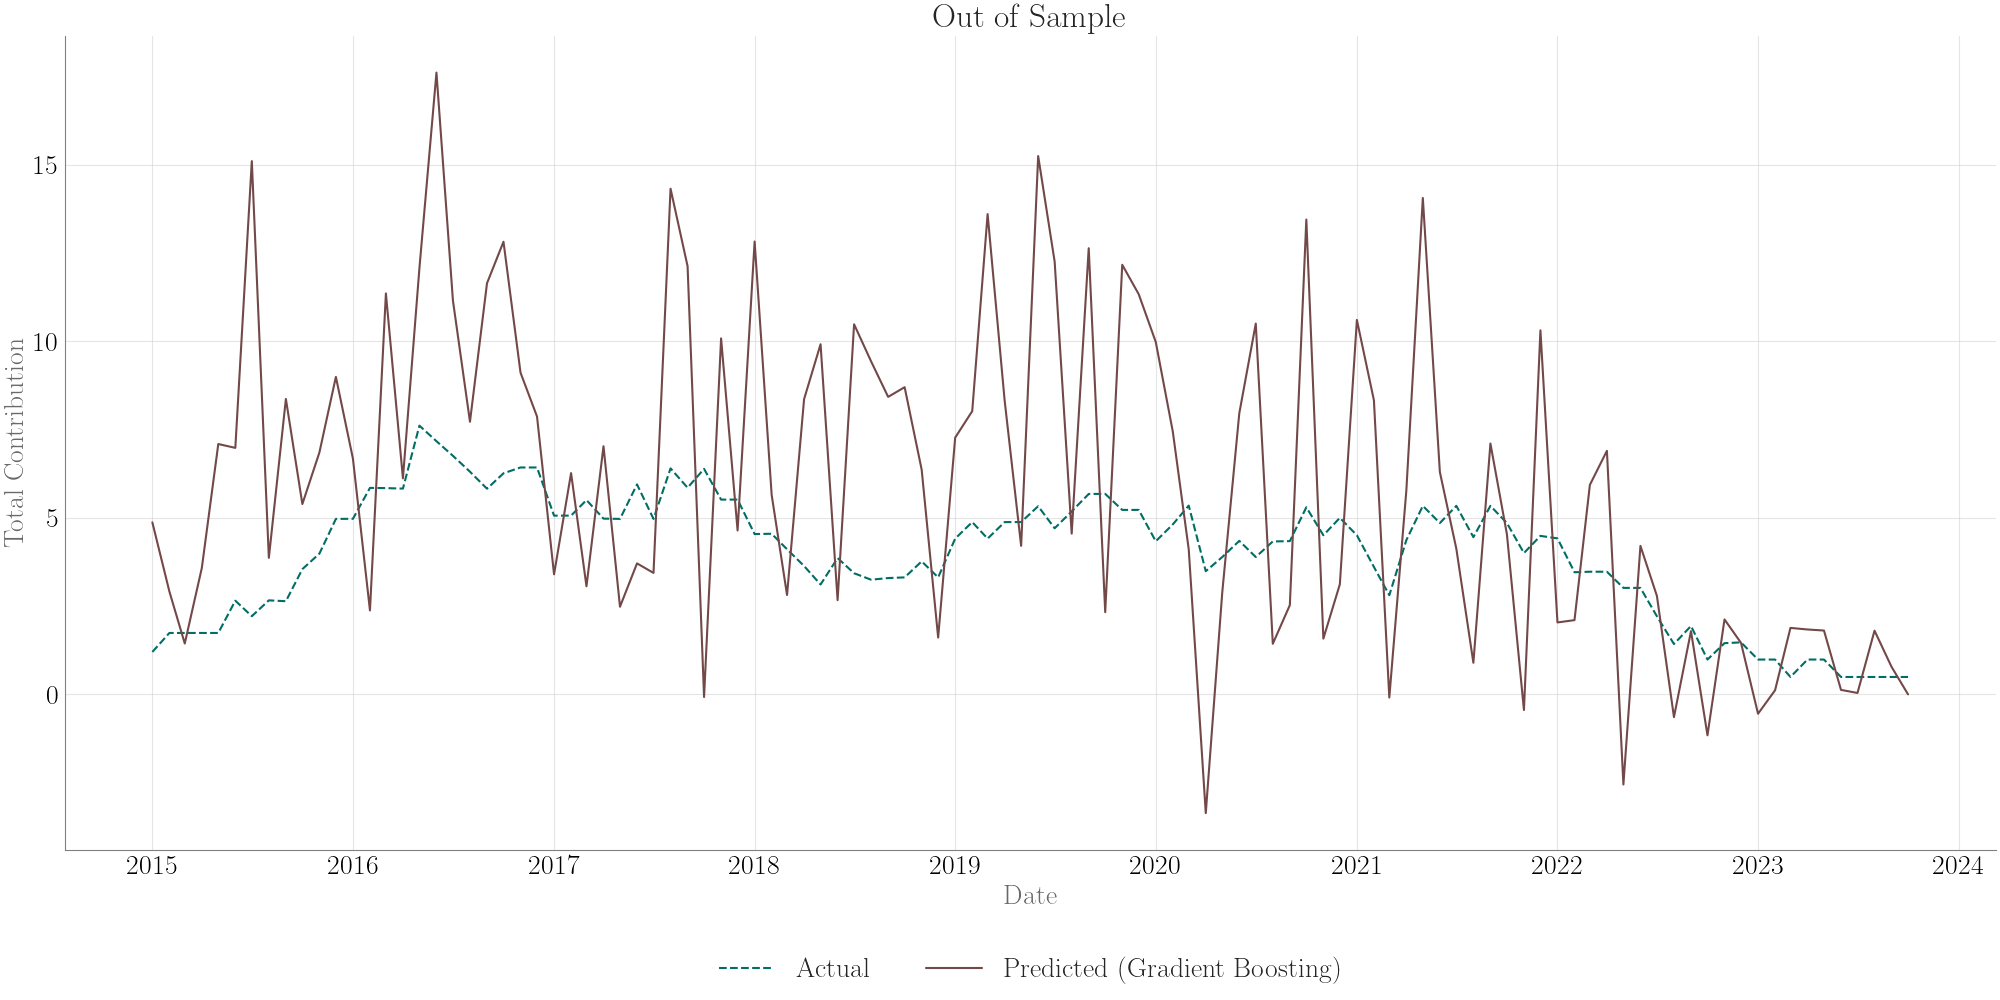 Out of Sample
Total Contribution
15
10
5
0
2015 2016 2017 2018 2019 2020 2021 2022 2023 2024
Date
Actual Predicted (Gradient Boosting)